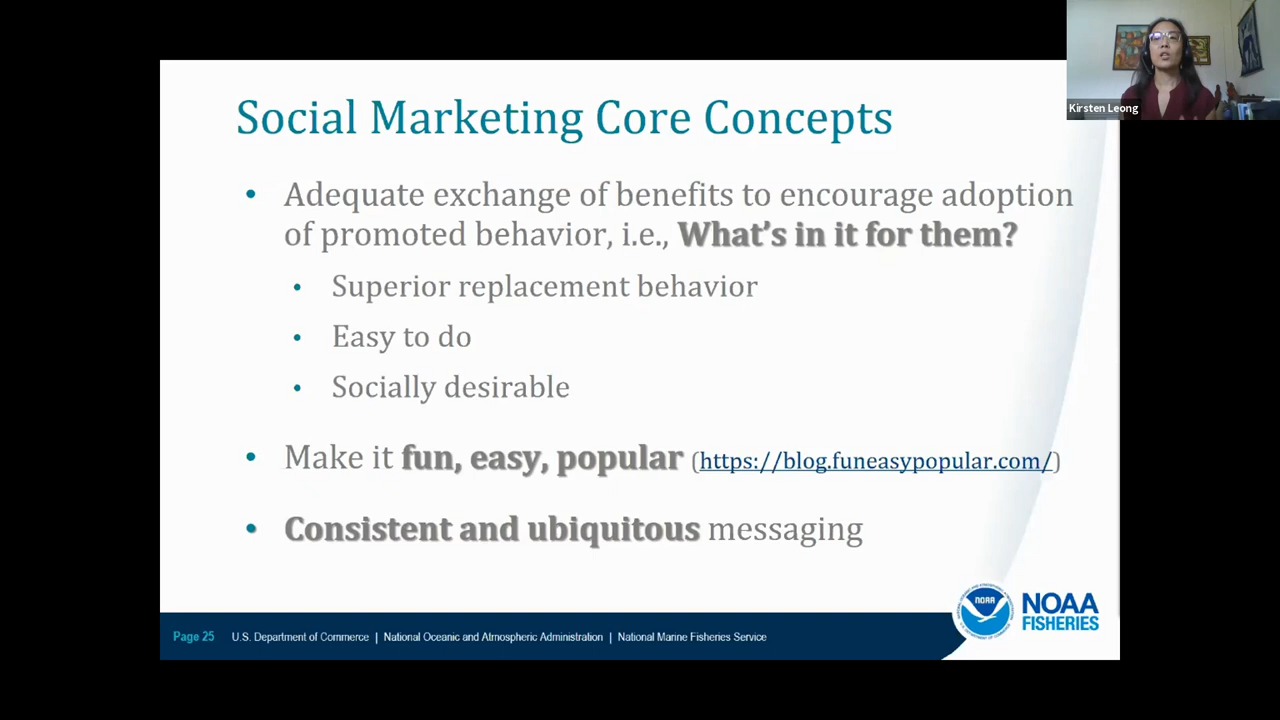 Kirsten Leong
Social Marketing Core Concepts
• Adequate exchange of benefits to encourage adoption
of promoted behavior, i.e., What's in it for them?
• Superior replacement behavior
• Easy to do
• Socially desirable
• Make it fun, easy, popular (https://blog.funeasypopular.com/)
• Consistent and ubiquitous messaging
NOAA
NOAA
FISHERIES
Page 25 U.S. Department of Commerce | National Oceanic and Atmospheric Administration | National Marine Fisheries Service